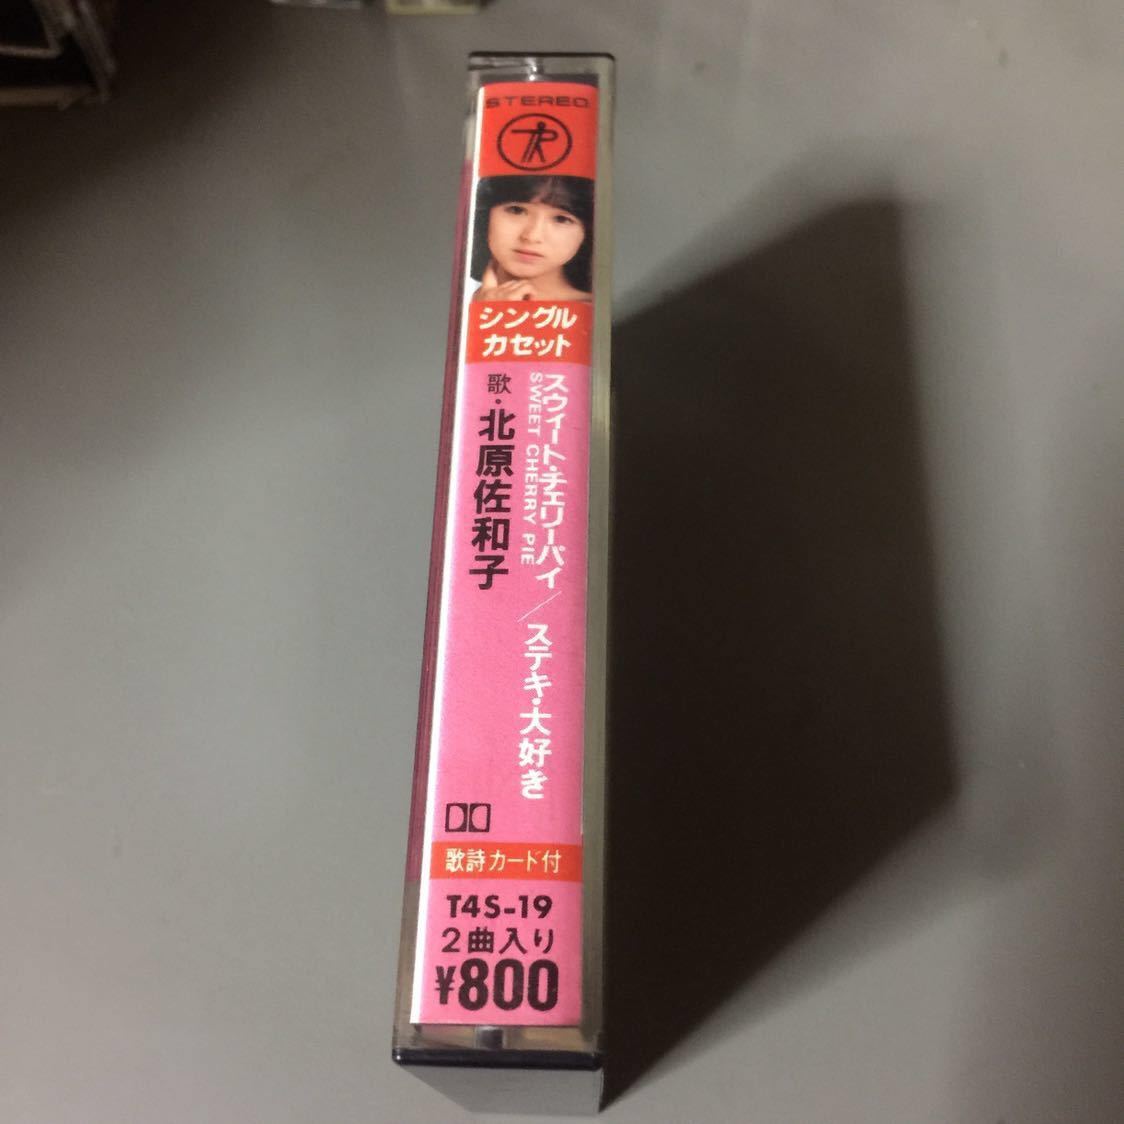 STEREO
TR
シングル
カセット
スウィート・チェリーパイ/ステキ・大好き
SWEET CHERRY PIE
歌・北原佐和子
歌詩カード付
T4S-19
2曲入り
¥800